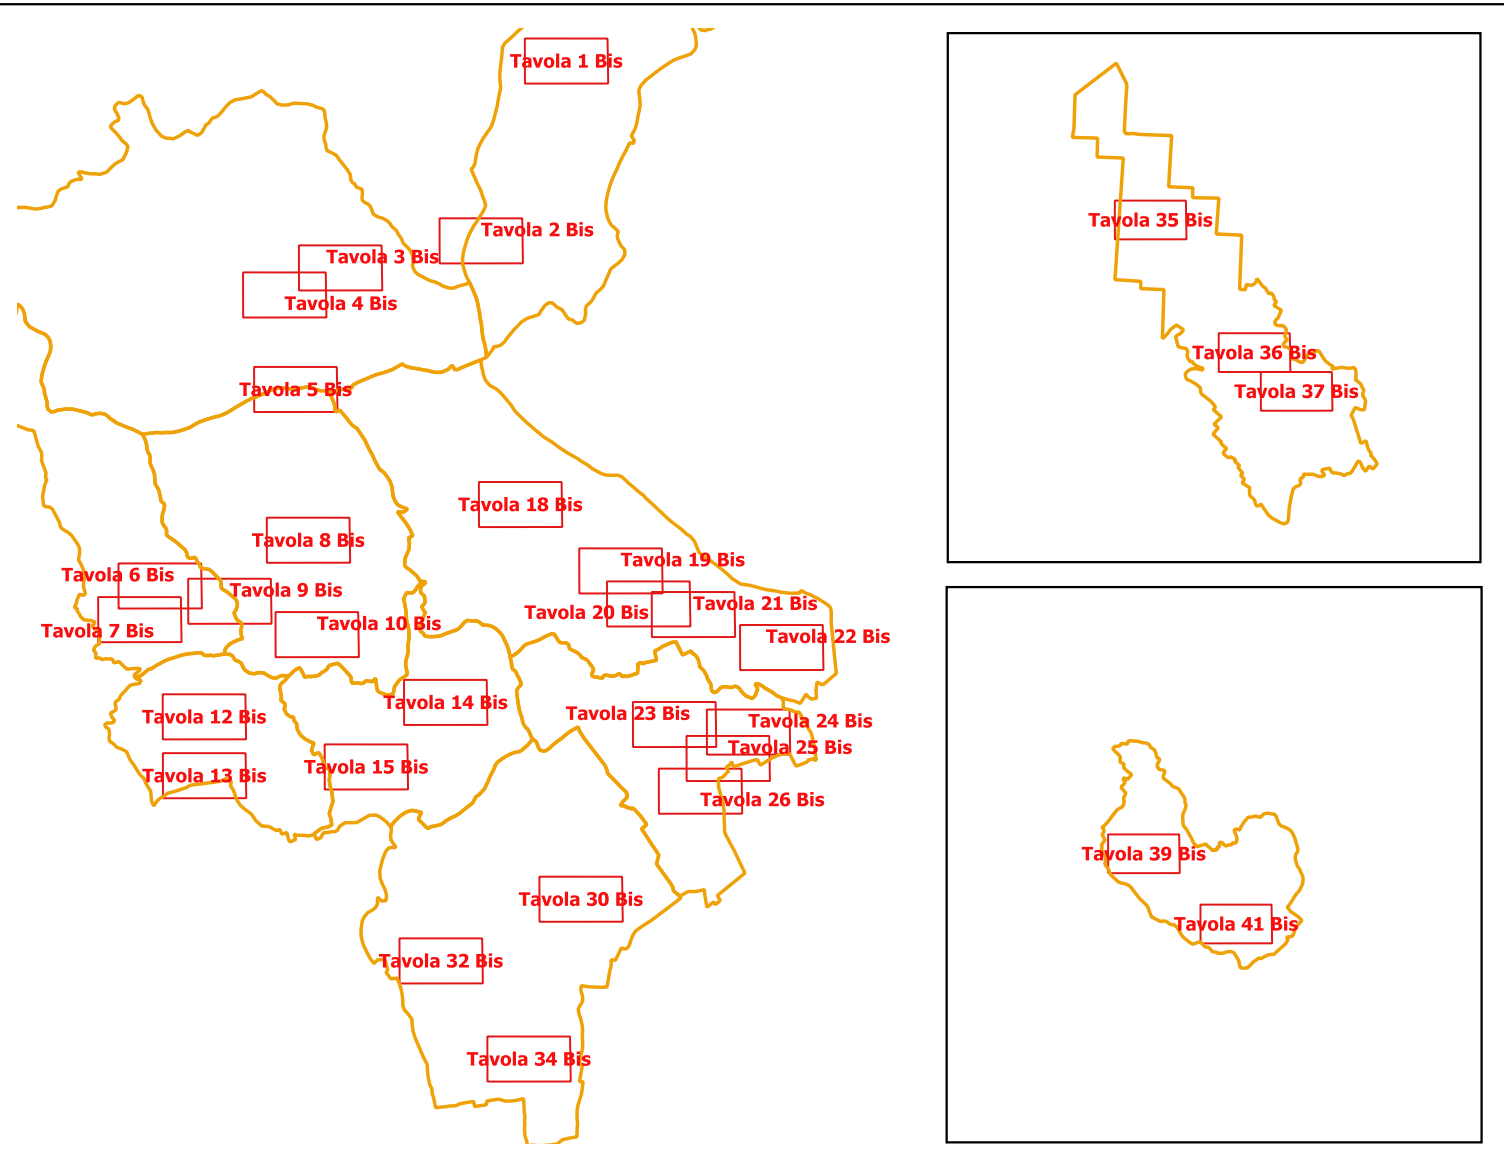 Tavola 1 Bis
Tavola 2 Bis
Tavola 3 Bis
Tavola 4 Bis
Tavola 5 Bis
Tavola 18 Bis
Tavola 8 Bis
Tavola 19 Bis
Tavola 6 Bis
Tavola 9 Bis
Tavola 21 Bis
Tavola 20 Bis
Tavola 10 Bis
Tavola 7 Bis
Tavola 22 Bis
Tavola 14 Bis
Tavola 23 Bis
Tavola 12 Bis
Tavola 24 Bis
Tavola 25 Bis
Tavola 15 Bis
Tavola 13 Bis
Tavola 26 Bis
Tavola 30 Bis
Tavola 32 Bis
Tavola 34 Bis
Tavola 35 Bis
Tavola 36 Bis
Tavola 37 Bis
Tavola 39 Bis
Tavola 41 Bis